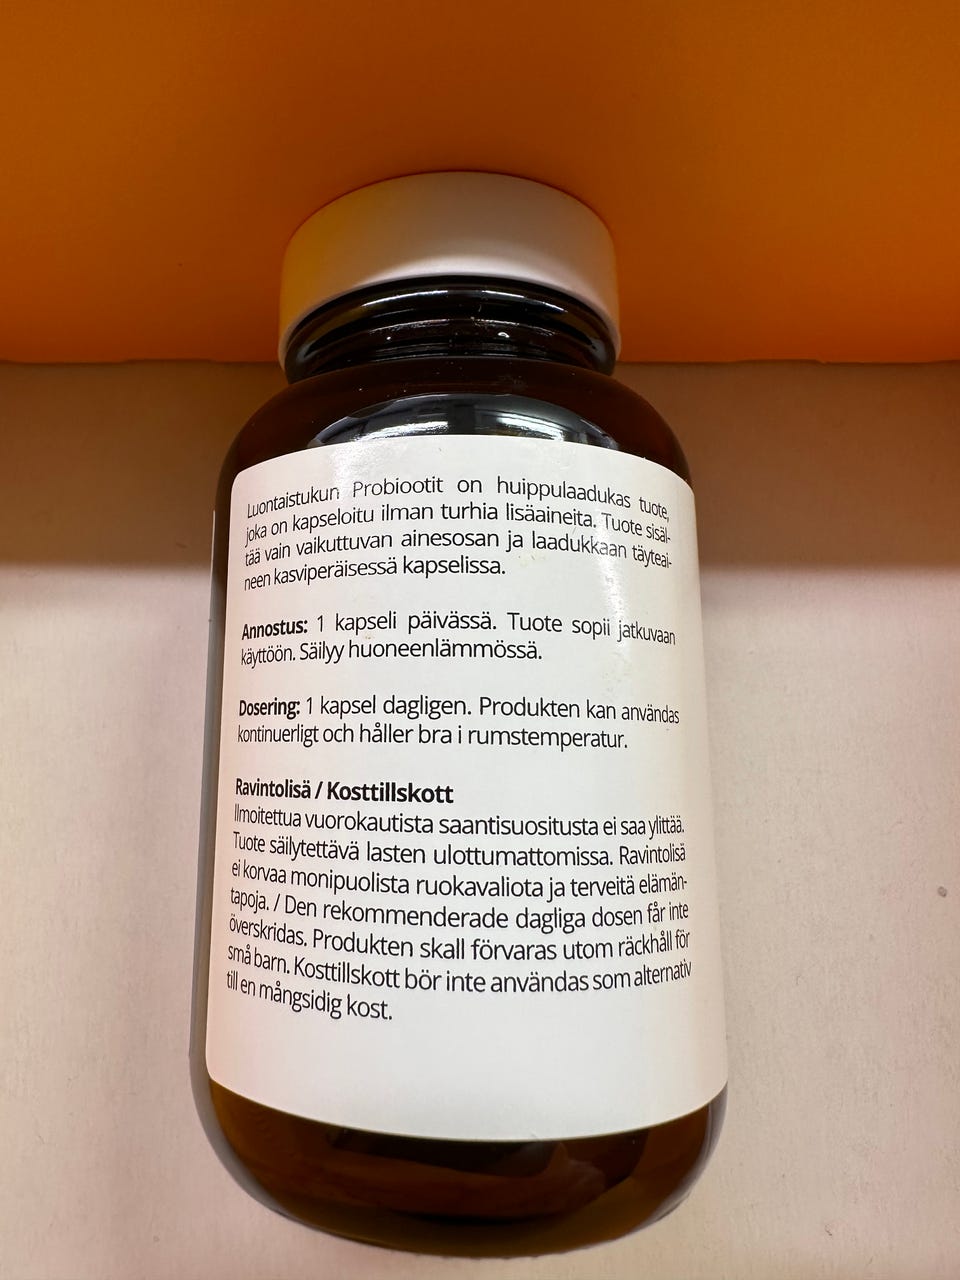 Luontaistukun Probiootit on huippulaadukas tuote,
joka on kapseloitu ilman turhia lisäaineita. Tuote sisäl-
tää vain vaikuttuvan ainesosan ja laadukkaan täyteai-
neen kasviperäisessä kapselissa.
Annostus: 1 kapseli päivässä. Tuote sopii jatkuvaan
käyttöön. Säilyy huoneenlämmössä.
Dosering: 1 kapsel dagligen. Produkten kan användas
kontinuerligt och håller bra i rumstemperatur.
Ravintolisä / Kosttillskott
Ilmoitettua vuorokautista saantisuositusta ei saa ylittää.
Tuote säilytettävä lasten ulottumattomissa. Ravintolisä
ei korvaa monipuolista ruokavaliota ja terveitä elämän-
tapoja. / Den rekommenderade dagliga dosen får inte
överskridas. Produkten skall förvaras utom räckhåll för
små barn. Kosttillskott bör inte användas som alternativ
till en mångsidig kost.